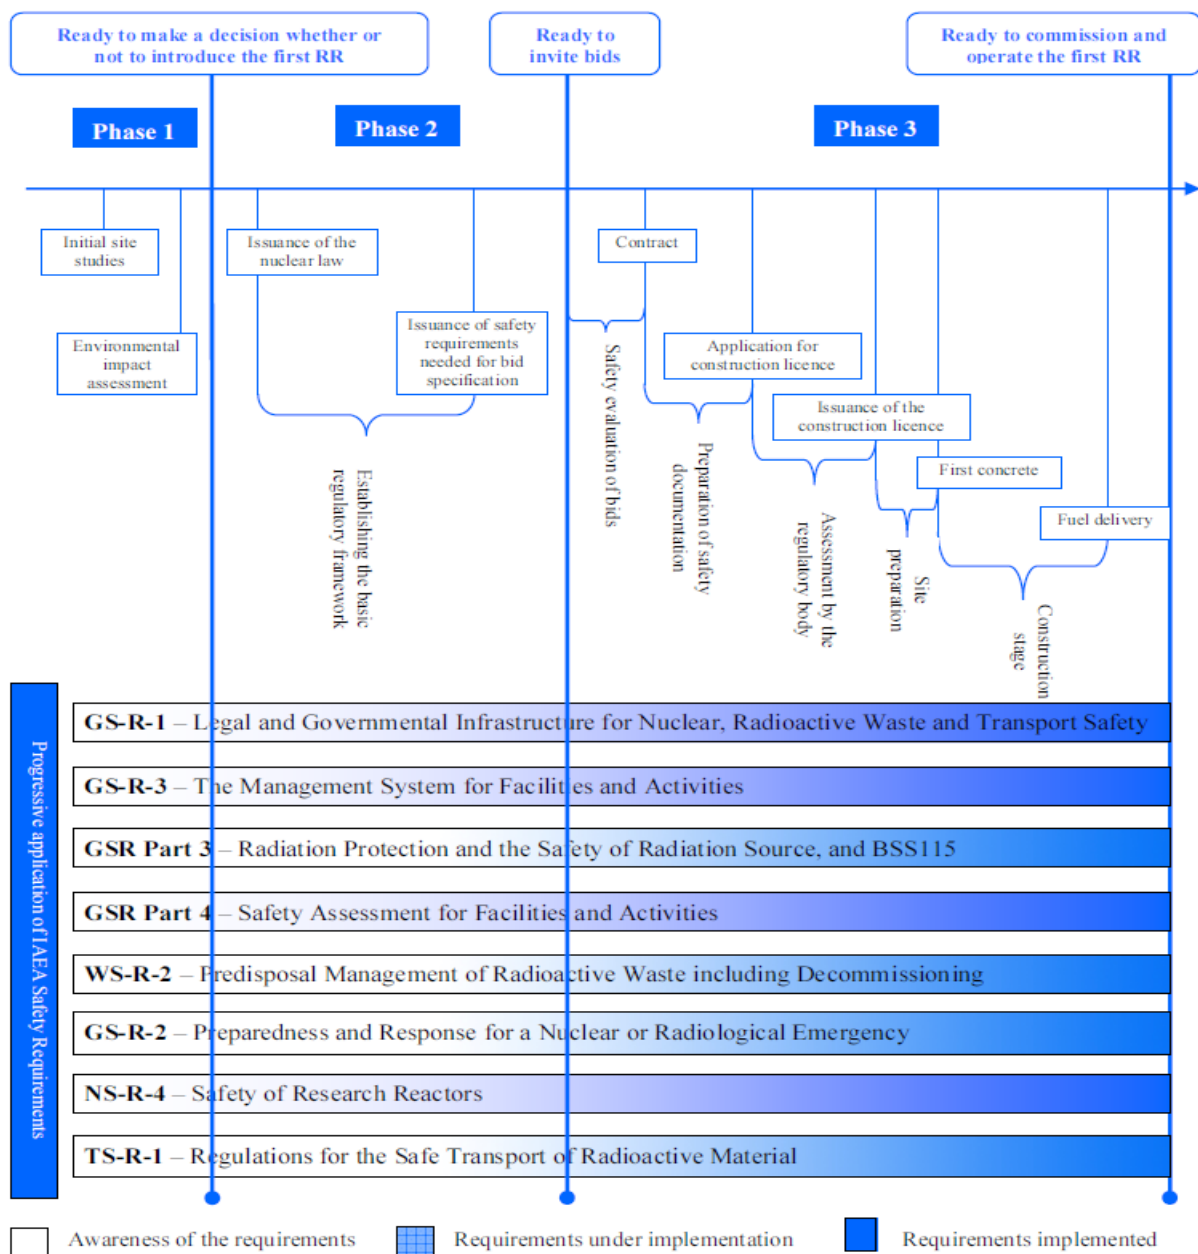 Ready to make a decision whether or
not to introduce the first RR
Ready to
invite bids
Ready to commission and
operate the first RR
Phase 1
Phase 2
Phase 3
Initial site
studies
Environmental
impact
assessment
Issuance of the
nuclear law
Issuance of safety
requirements
needed for bid
specification
Contract
Application for
construction licence
Issuance of the
construction licence
First concrete
Fuel delivery
Establishing the basic
regulatory framework
Safety evaluation of bids
Preparation of safety
documentation
Assessment by the
regulatory body
Site
preparation
Construction
stage
Progressive application of IAEA Safety Requirements
GS-R-1 – Legal and Governmental Infrastructure for Nuclear, Radioactive Waste and Transport Safety
GS-R-3 – The Management System for Facilities and Activities
GSR Part 3 – Radiation Protection and the Safety of Radiation Source, and BSS115
GSR Part 4 – Safety Assessment for Facilities and Activities
WS-R-2 – Predisposal Management of Radioactive Waste including Decommissioning
GS-R-2 – Preparedness and Response for a Nuclear or Radiological Emergency
NS-R-4 – Safety of Research Reactors
TS-R-1 – Regulations for the Safe Transport of Radioactive Material
Awareness of the requirements
Requirements under implementation
Requirements implemented